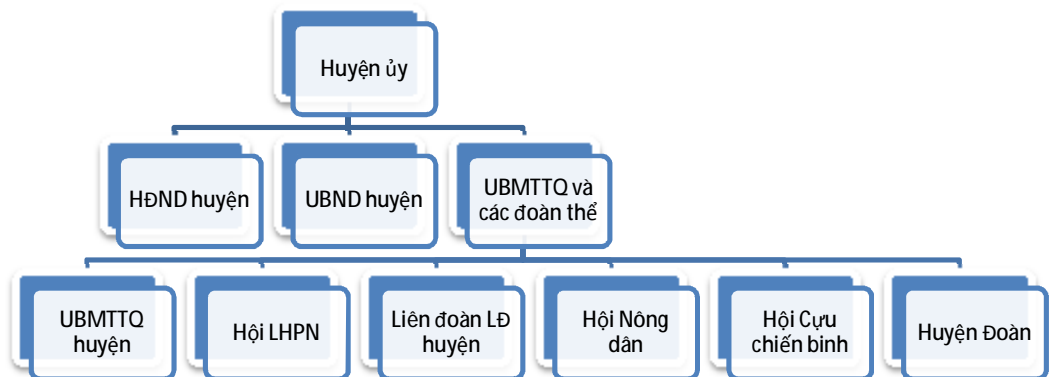 Huyện ủy
HĐND huyện
UBND huyện
UBMTTQ và
các đoàn thể
UBMTTQ
huyện
Hội LHPN
Liên đoàn LĐ
huyện
Hội Nông
dân
Hội Cựu
chiến binh
Huyện Đoàn